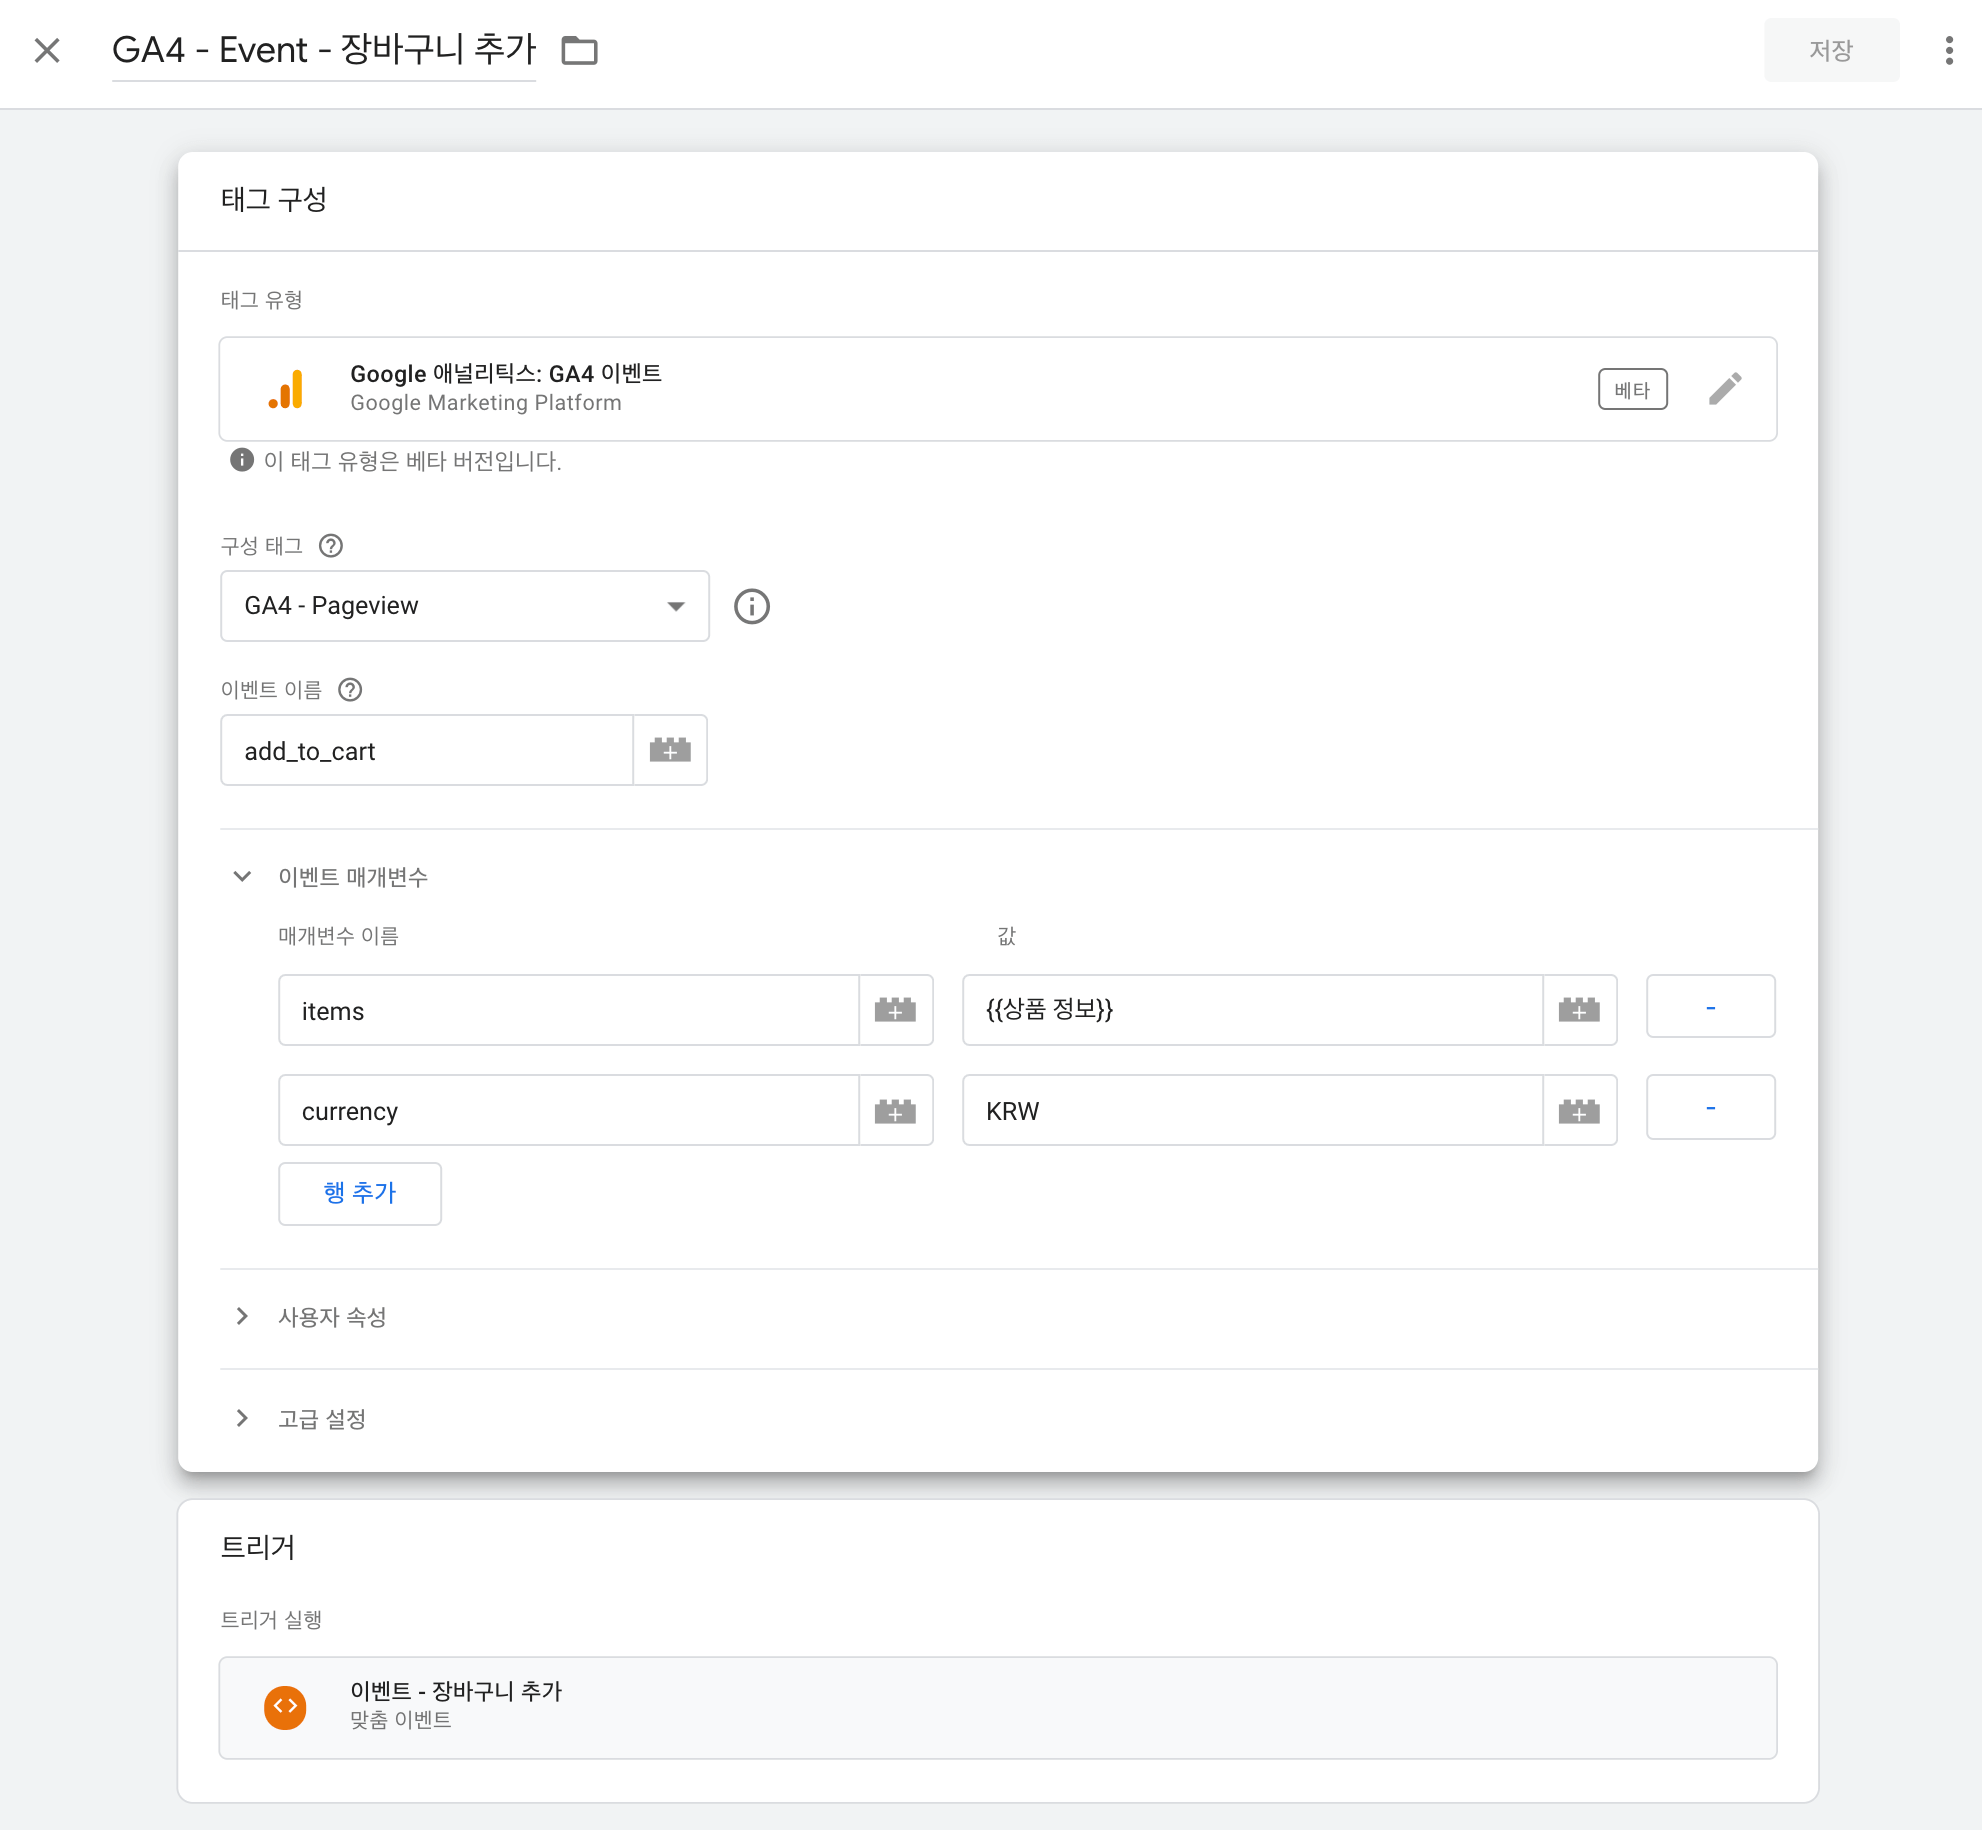 GA4 - Event - 장바구니 추가
저장
태그 구성
태그 유형
Google 애널리틱스: GA4 이벤트
Google Marketing Platform
베타
이 태그 유형은 베타 버전입니다.
구성 태그
GA4 - Pageview
이벤트 이름
add_to_cart
이벤트 매개변수
매개변수 이름
값
items
{{상품 정보}}
-
currency
KRW
-
행 추가
사용자 속성
고급 설정
트리거
트리거 실행
이벤트 - 장바구니 추가
맞춤 이벤트